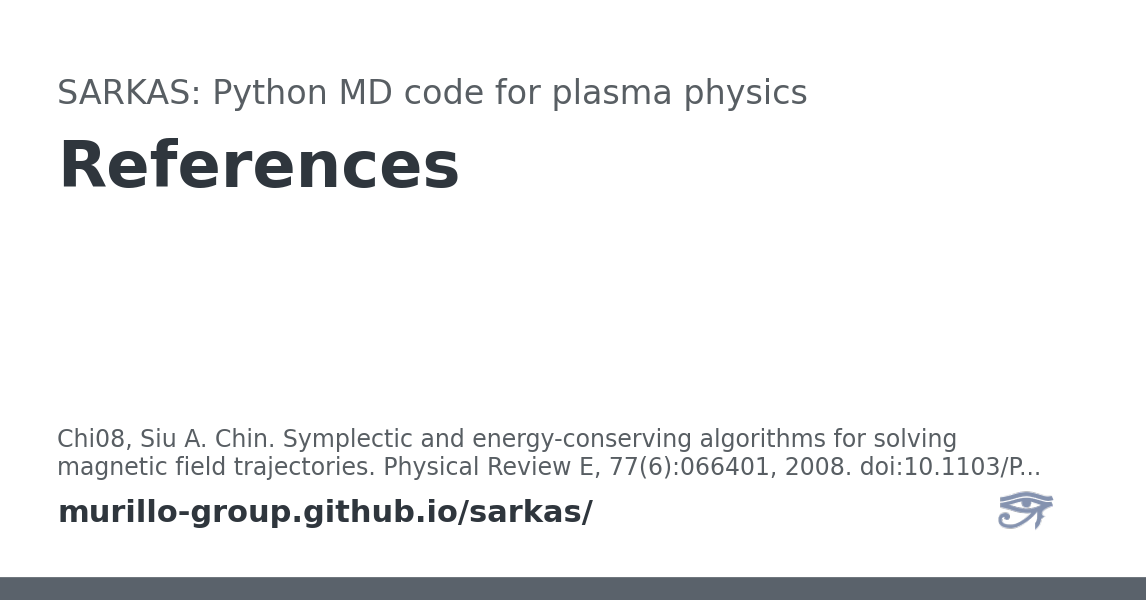 SARKAS: Python MD code for plasma physics
References
Chi08, Siu A. Chin. Symplectic and energy-conserving algorithms for solving
magnetic field trajectories. Physical Review E, 77(6):066401, 2008. doi:10.1103/P...
murillo-group.github.io/sarkas/